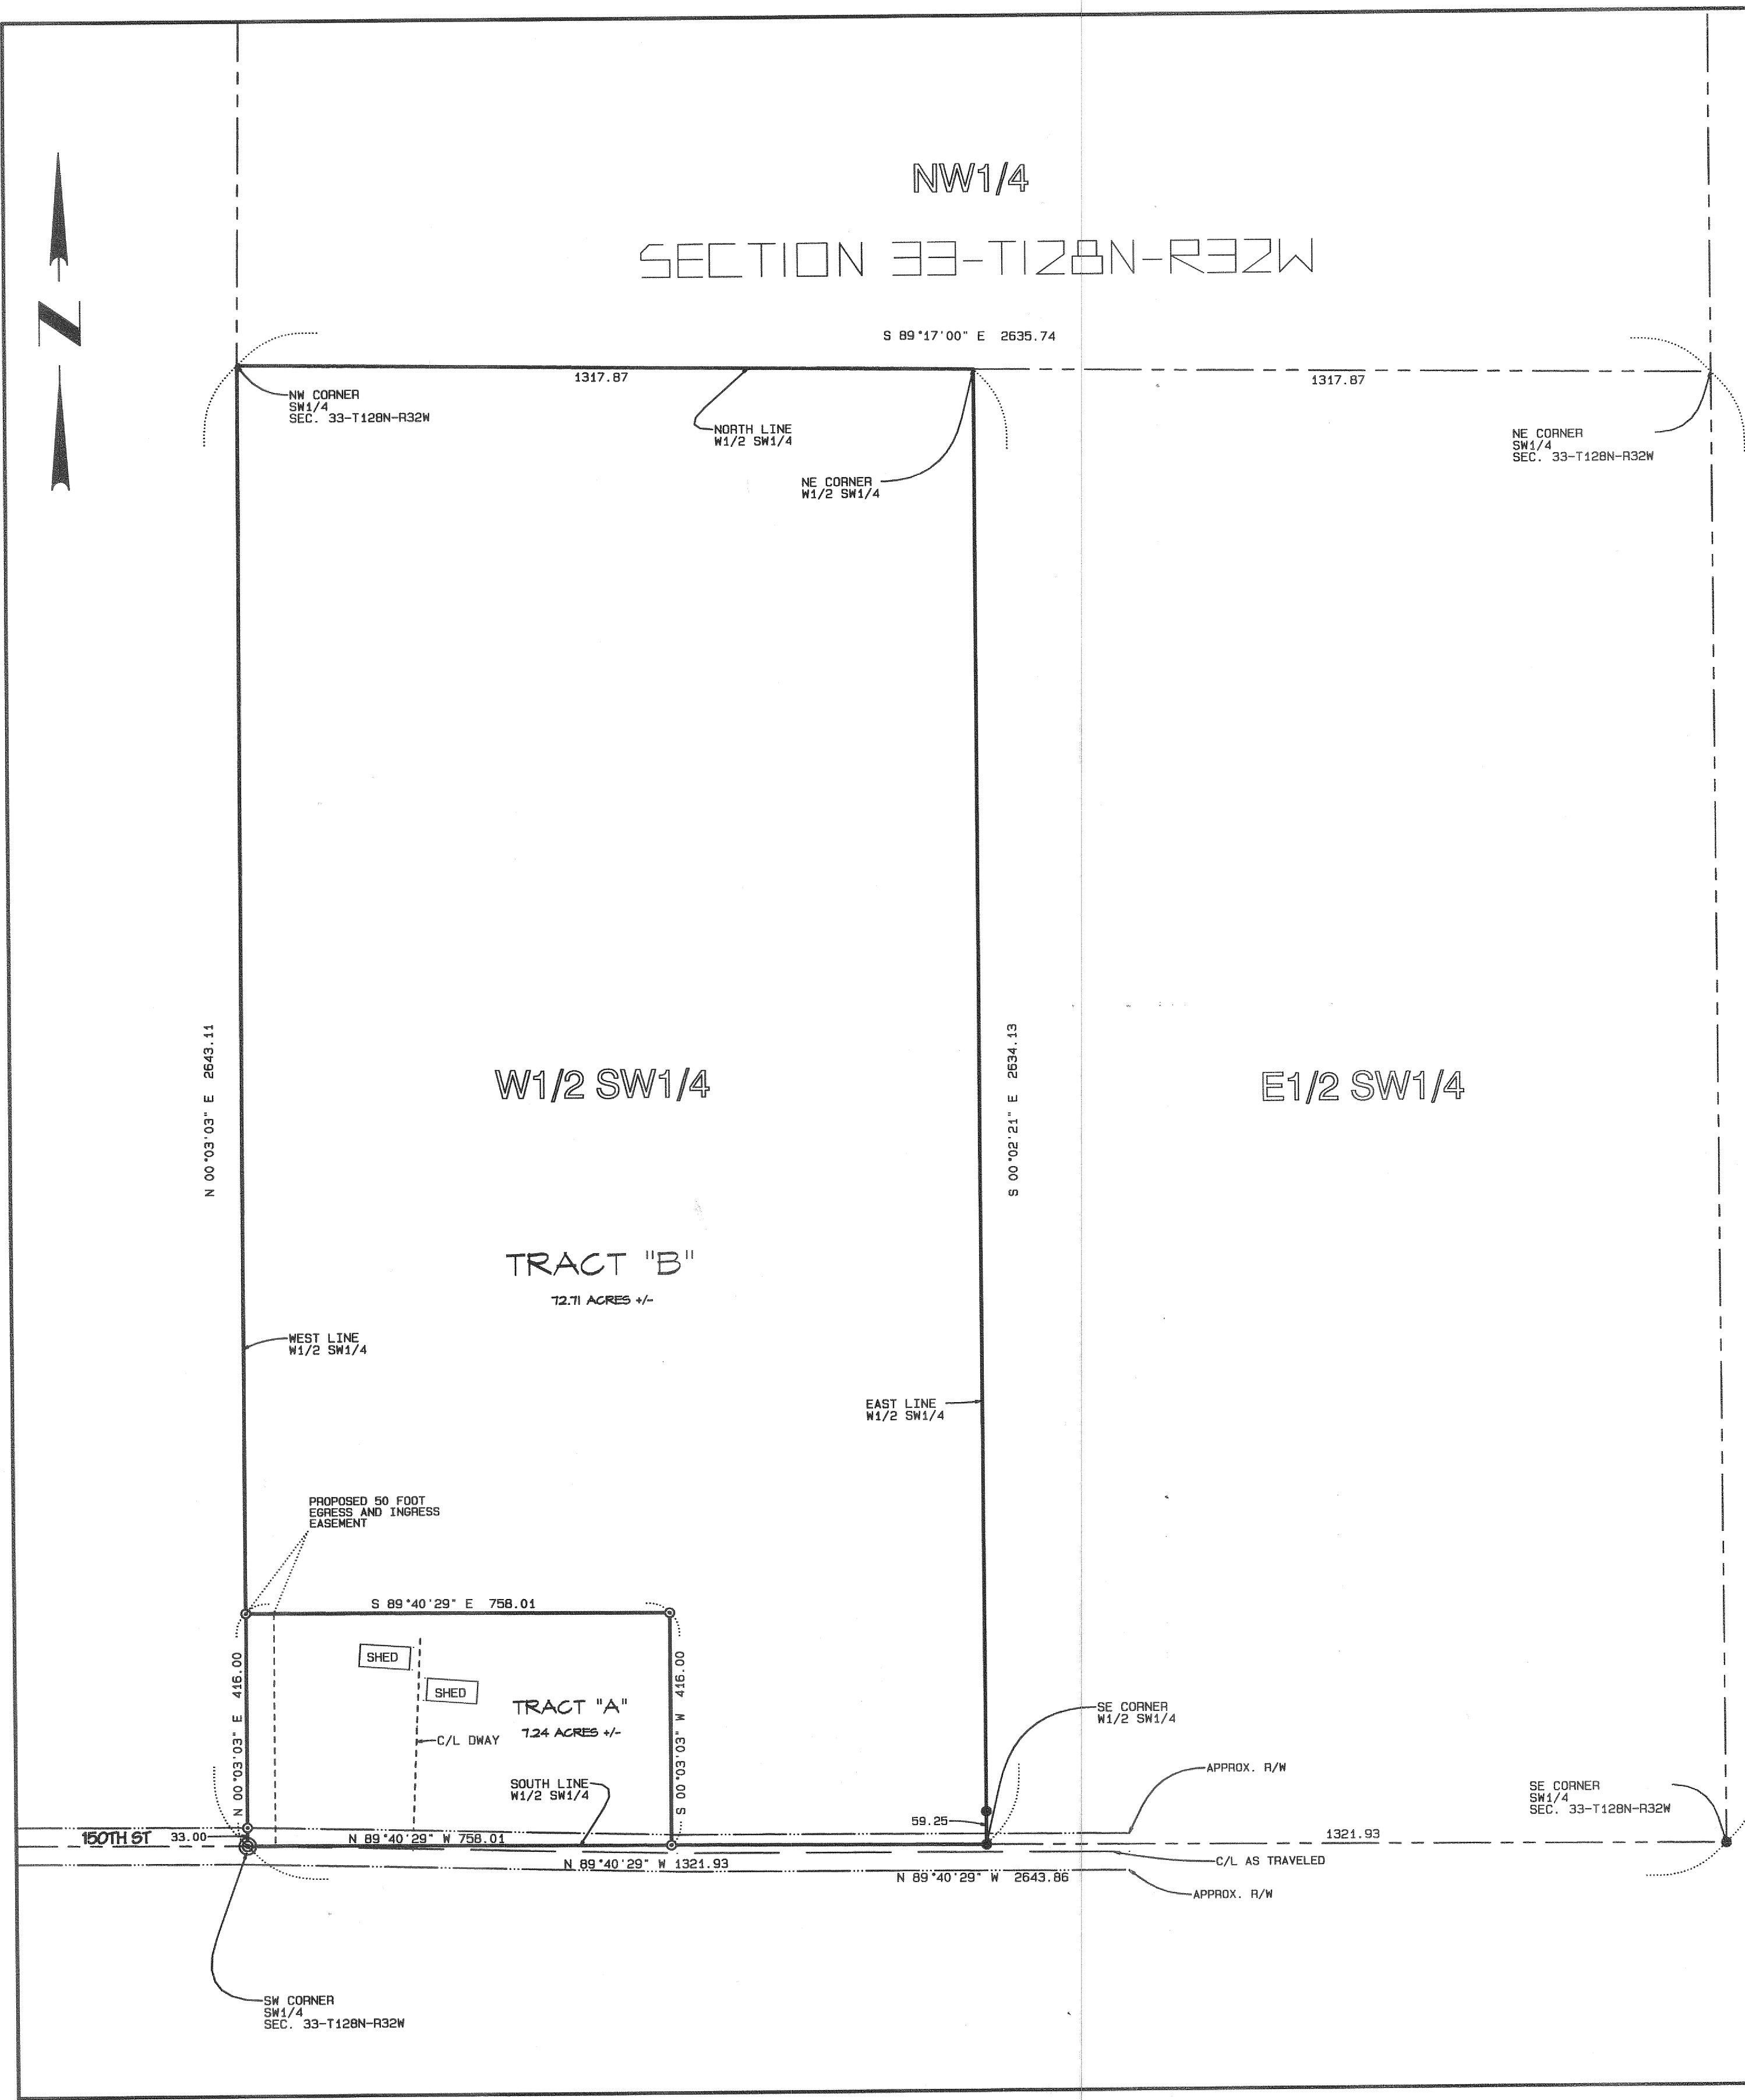 NW1/4
SECTION 33-T128N-R32W
N
S 89°17'00" E 2635.74
1317.87
1317.87
NW CORNER
SW1/4
SEC. 33-T128N-R32W
NORTH LINE
W1/2 SW1/4
NE CORNER
W1/2 SW1/4
NE CORNER
SW1/4
SEC. 33-T128N-R32W
N 00°03'03" E 2643.11
W1/2 SW1/4
S 00°02'21" E 2634.13
E1/2 SW1/4
TRACT "B"
72.71 ACRES +/-
WEST LINE
W1/2 SW1/4
EAST LINE
W1/2 SW1/4
PROPOSED 50 FOOT
EGRESS AND INGRESS
EASEMENT
S 89°40'29" E 758.01
N 00°03'03" E 416.00
SHED
SHED
TRACT "A"
7.24 ACRES +/-
C/L DWAY
S 00°03'03" W 416.00
SOUTH LINE
W1/2 SW1/4
SE CORNER
W1/2 SW1/4
APPROX. R/W
SE CORNER
SW1/4
SEC. 33-T128N-R32W
59.25
150TH ST
33.00
N 89°40'29" W 758.01
1321.93
N 89°40'29" W 1321.93
C/L AS TRAVELED
N 89°40'29" W 2643.86
APPROX. R/W
SW CORNER
SW1/4
SEC. 33-T128N-R32W